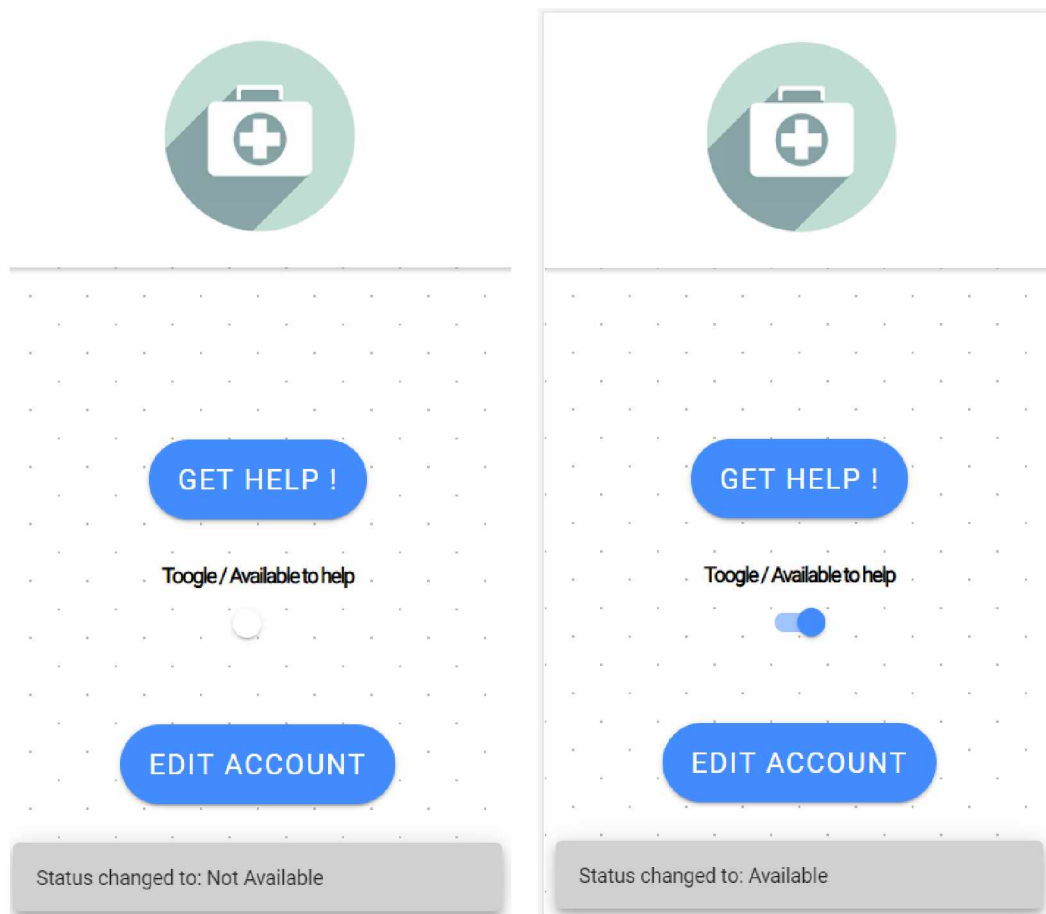 GET HELP !
Toogle / Available to help
EDIT ACCOUNT
Status changed to: Not Available
GET HELP !
Toogle / Available to help
EDIT ACCOUNT
Status changed to: Available